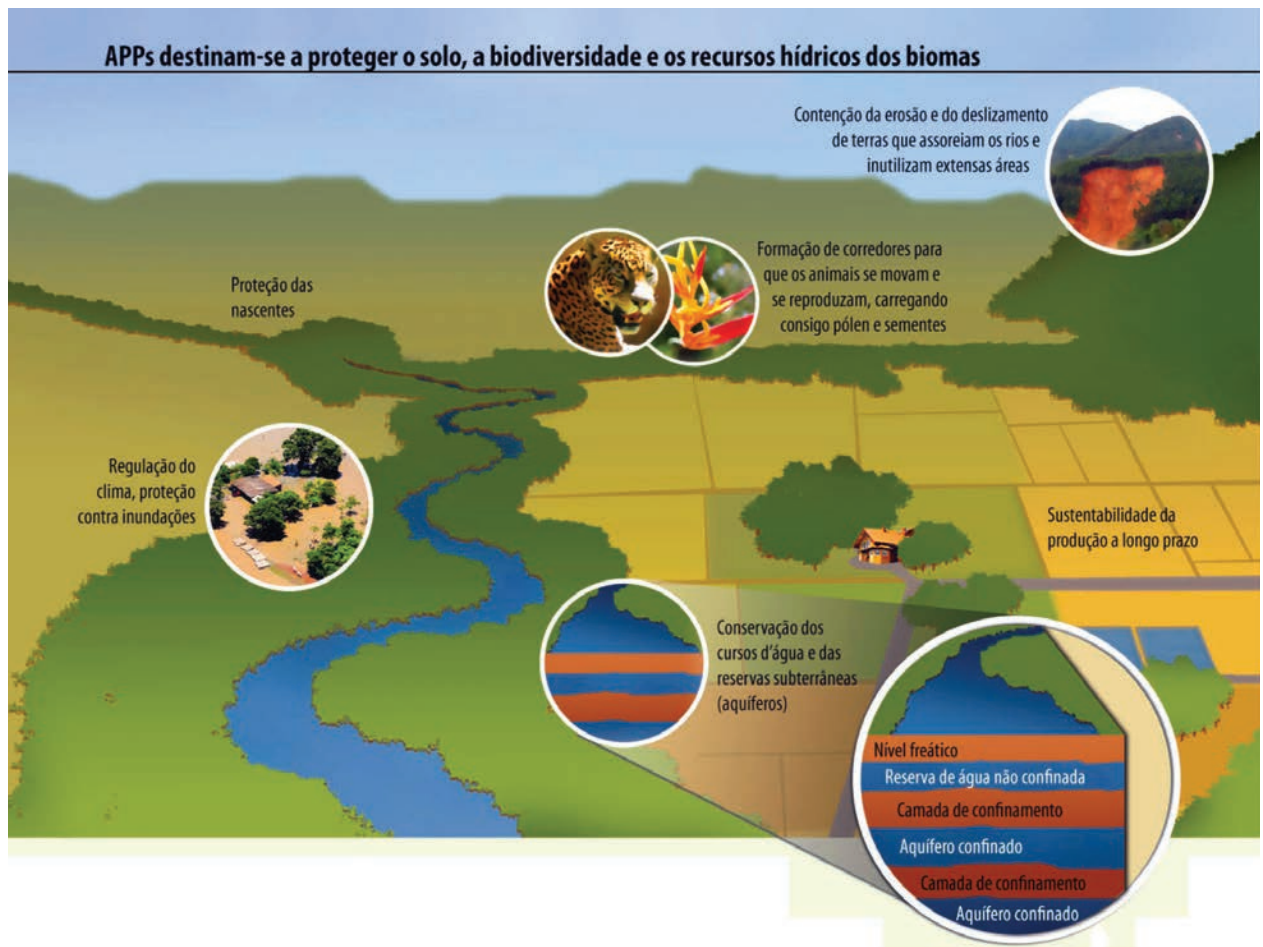 APPs destinam-se a proteger o solo, a biodiversidade e os recursos hídricos dos biomas
Contenção da erosão e do deslizamento
de terras que assoreiam os rios e
inutilizam extensas áreas
Formação de corredores para
que os animais se movam e
se reproduzam, carregando
consigo pólen e sementes
Proteção das
nascentes
Regulação do
clima, proteção
contra inundações
Sustentabilidade da
produção a longo prazo
Conservação dos
cursos d'água e das
reservas subterrâneas
(aquíferos)
Nível freático
Reserva de água não confinada
Camada de confinamento
Aquífero confinado
Camada de confinamento
Aquífero confinado